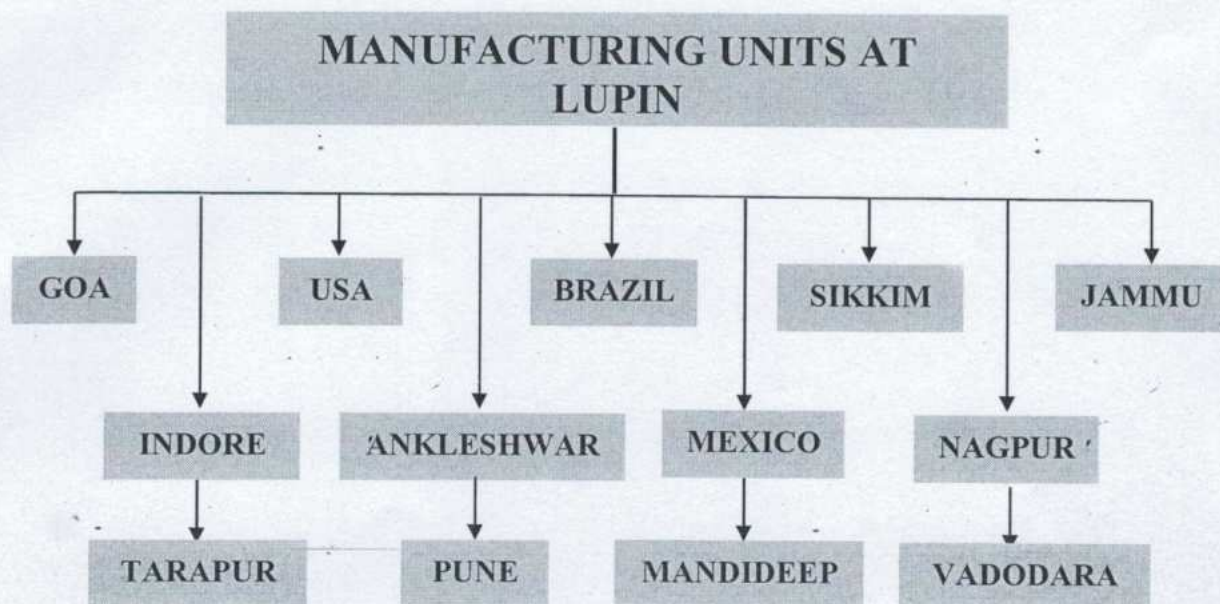 MANUFACTURING UNITS AT
LUPIN
GOA
USA
BRAZIL
SIKKIM
JAMMU
INDORE
ANKLESHWAR
MEXICO
NAGPUR
TARAPUR
PUNE
MANDIDEEP
VADODARA